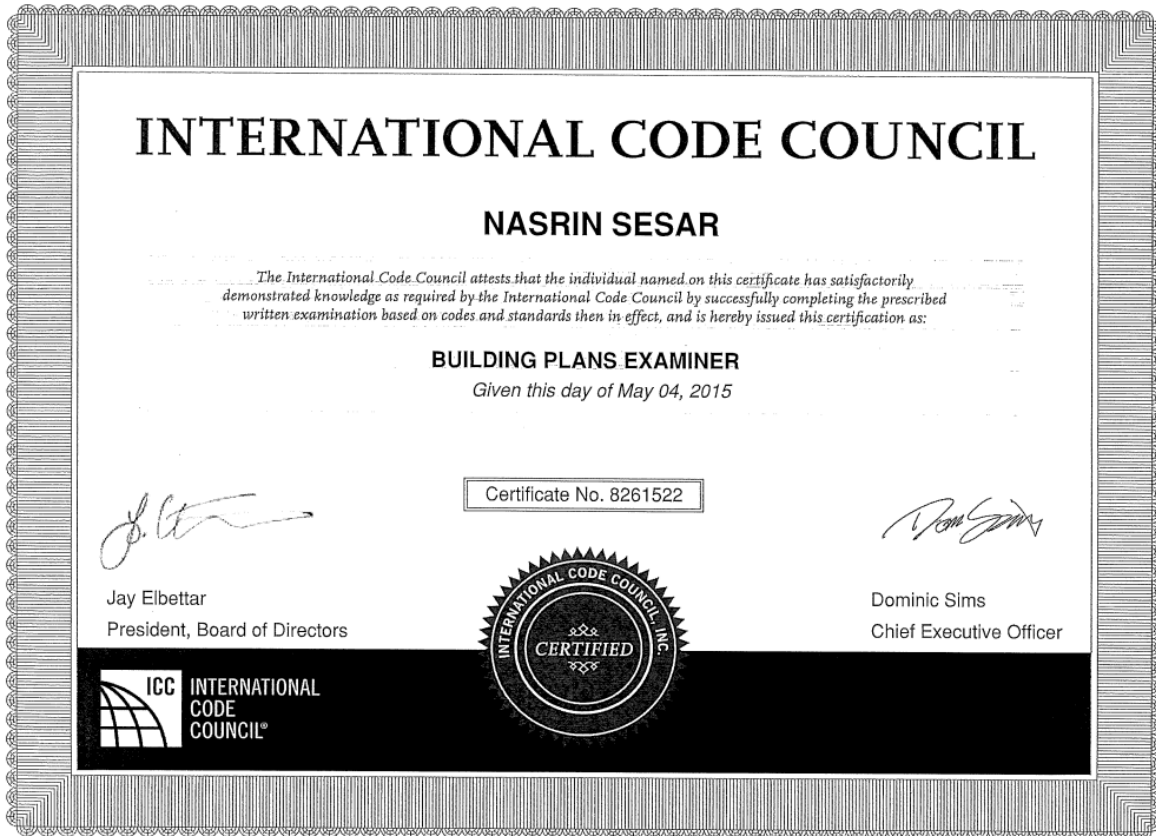 INTERNATIONAL CODE COUNCIL
NASRIN SESAR
The International Code Council attests that the individual named on this certificate has satisfactorily
demonstrated knowledge as required by the International Code Council by successfully completing the prescribed
written examination based on codes and standards then in effect, and is hereby issued this certification as:
BUILDING PLANS EXAMINER
Given this day of May 04, 2015
Certificate No. 8261522
Jay Elbettar
President, Board of Directors
Dominic Sims
Chief Executive Officer
INTERNATIONAL CODE COUNCIL, INC.
CERTIFIED
ICC
INTERNATIONAL
CODE
COUNCIL®